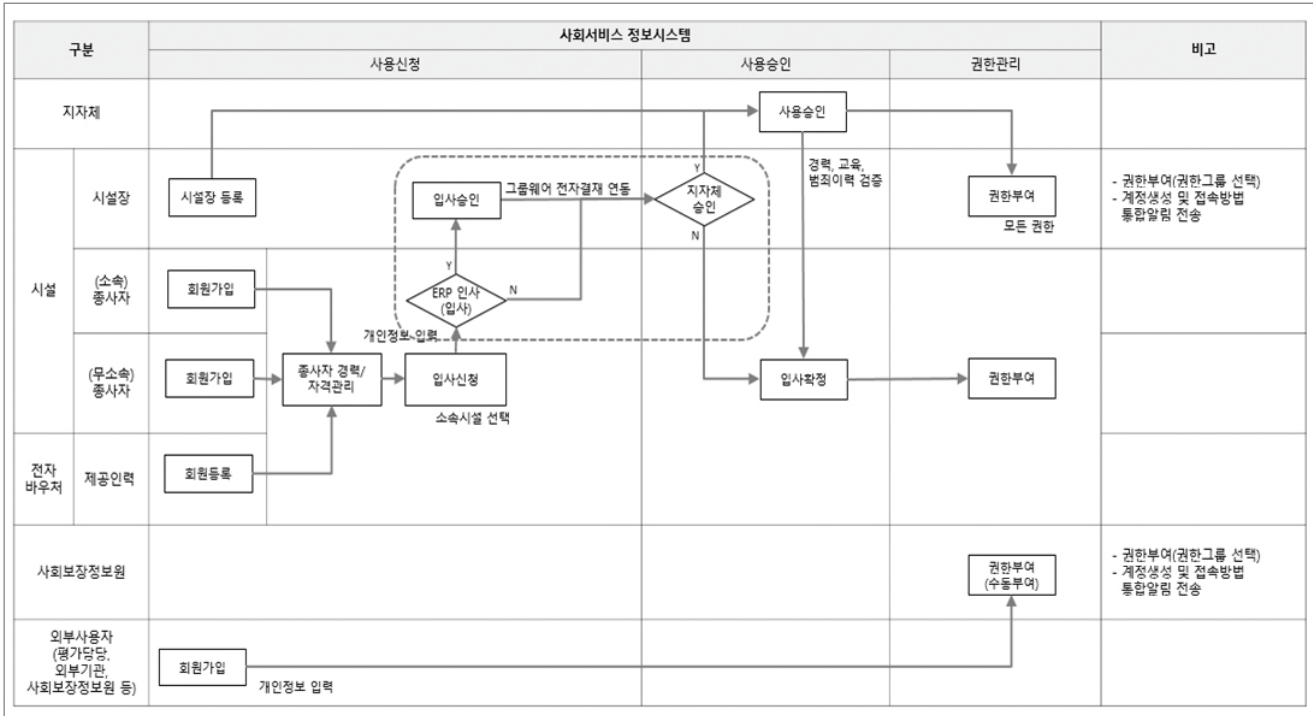 구분
사회서비스 정보시스템
비고
사용신청
사용승인
권한관리
지자체
사용승인
시설
시설장
시설장 등록
입사승인
그룹웨어 전자결재 연동
Y
지자체
승인
N
경력, 교육,
범죄이력 검증
권한부여
모든 권한
- 권한부여(권한그룹 선택)
- 계정생성 및 접속방법
통합알림 전송
(소속)
종사자
회원가입
Y
ERP 인사
(입사)
N
개인정보 입력
(무소속)
종사자
회원가입
종사자 경력/
자격관리
입사신청
소속시설 선택
입사확정
권한부여
전자
바우처
제공인력
회원등록
사회보장정보원
권한부여
(수동부여)
- 권한부여(권한그룹 선택)
- 계정생성 및 접속방법
통합알림 전송
외부사용자
(평가담당,
외부기관,
사회보장정보원 등)
회원가입
개인정보 입력